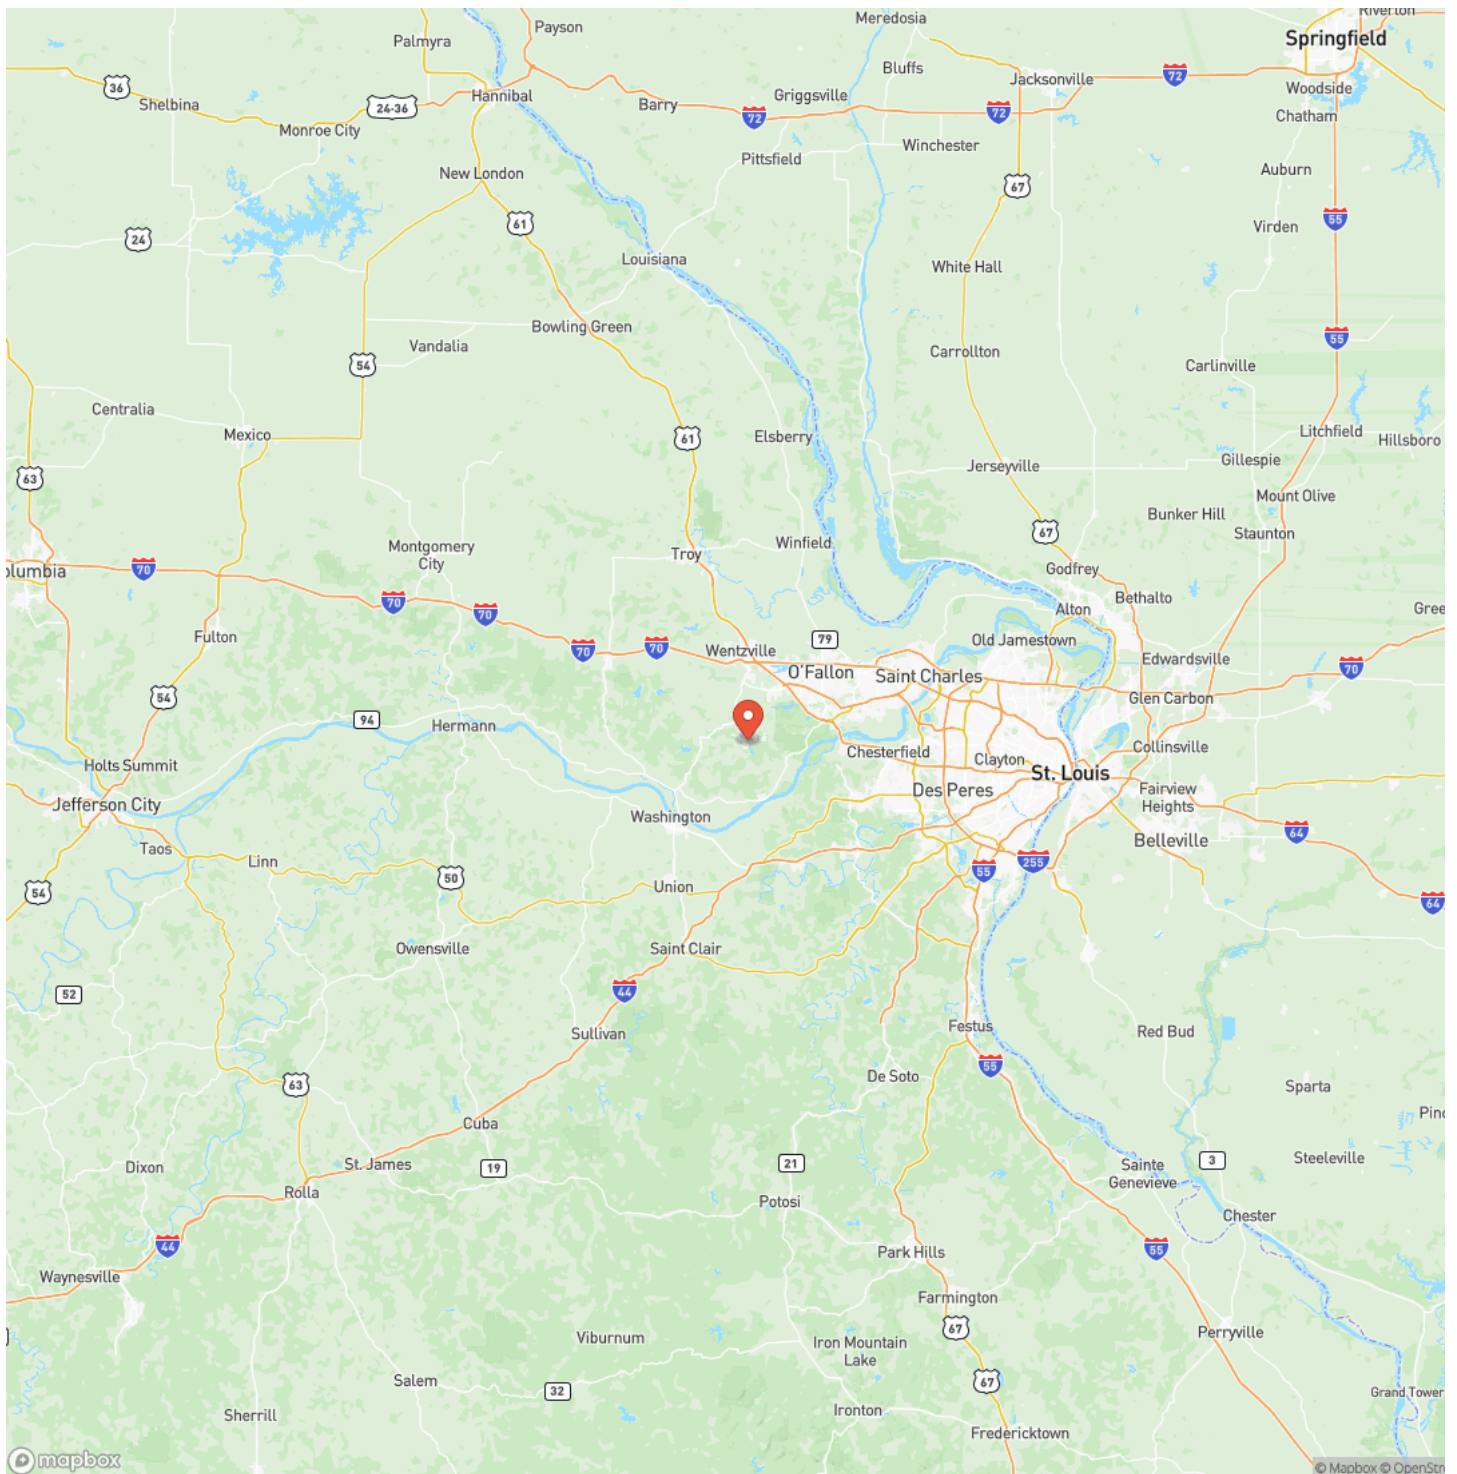 Meredosia
Riverton
Payson
Palmyra
Springfield
Bluffs
72
Jacksonville
36
Woodside
Shelbina
24-36
Hannibal
Barry
Griggsville
72
72
Chatham
Monroe City
Winchester
Pittsfield
Auburn
New London
67
61
55
Virden
24
Louisiana
White Hall
Bowling Green
55
Vandalia
Carrollton
54
Carlinville
Centralia
Mexico
61
Elsberry
Litchfield
Hillsboro
Gillespie
Jerseyville
63
Mount Olive
Bunker Hill
67
Staunton
Winfield
Montgomery
City
Troy
olumbia
70
Godfrey
Bethalto
70
Alton
Gree
70
Fulton
79
Old Jamestown
70
70
Wentzville
Edwardsville
70
O'Fallon
Saint Charles
54
Glen Carbon
94
Hermann
Collinsville
Chesterfield
Clayton
Holts Summit
St. Louis
Des Peres
Fairview
Heights
Jefferson City
Washington
64
Belleville
Taos
Linn
255
55
50
Union
54
64
Owensville
Saint Clair
52
44
Festus
Red Bud
Sullivan
55
De Soto
63
Sparta
Pinc
Cuba
Dixon
St. James
19
21
Sainte
Genevieve
3
Steeleville
Rolla
Potosi
Chester
44
Park Hills
55
Waynesville
Farmington
67
Perryville
Viburnum
Iron Mountain
Lake
Salem
67
32
Grand Tower
Sherrill
Ironton
Fredericktown
mapbox
© Mapbox © OpenStre